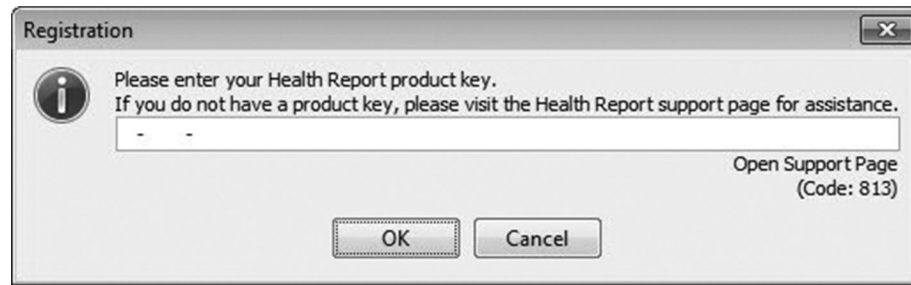 Registration
Please enter your Health Report product key.
If you do not have a product key, please visit the Health Report support page for assistance.
- -
Open Support Page
(Code: 813)
OK Cancel